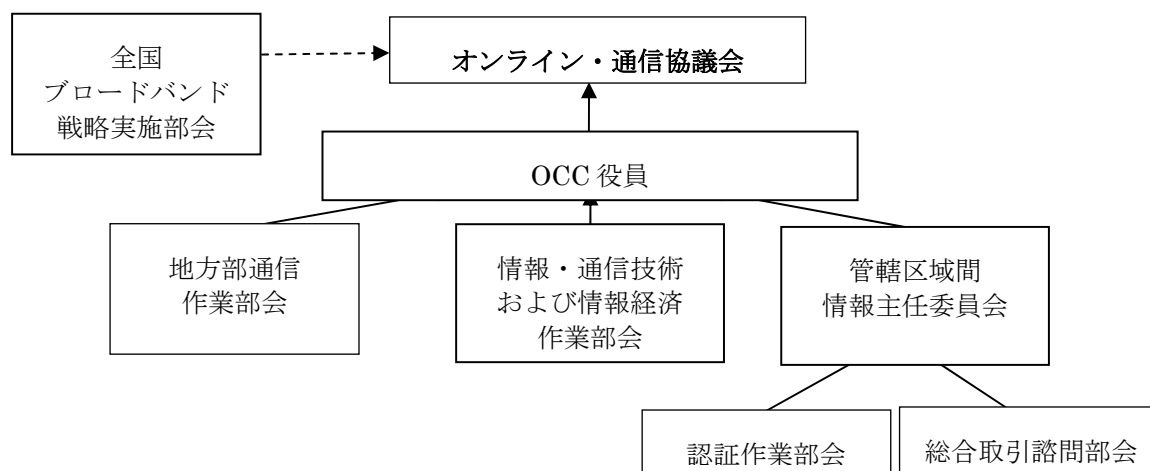 全国
ブロードバンド
戦略実施部会
オンライン・通信協議会
OCC 役員
地方部通信
作業部会
情報・通信技術
および情報経済
作業部会
管轄区域間
情報主任委員会
認証作業部会
総合取引諮問部会